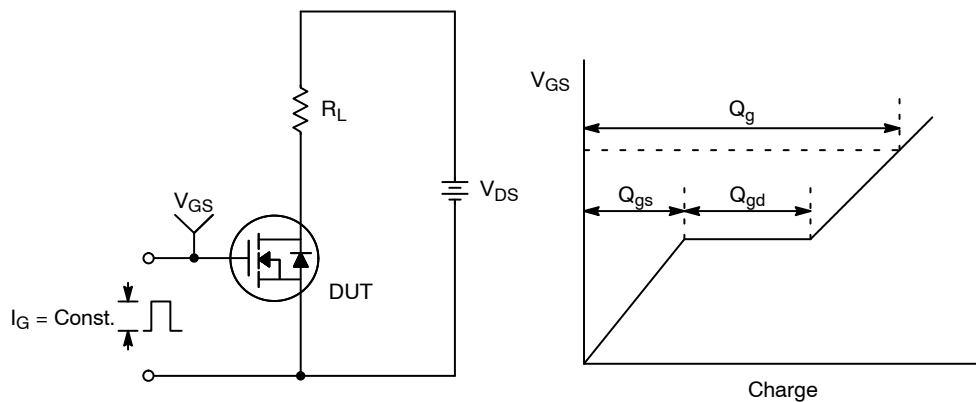 R_L
V_GS
V_DS
DUT
I_G = Const.
V_GS
Q_g
Q_gs
Q_gd
Charge